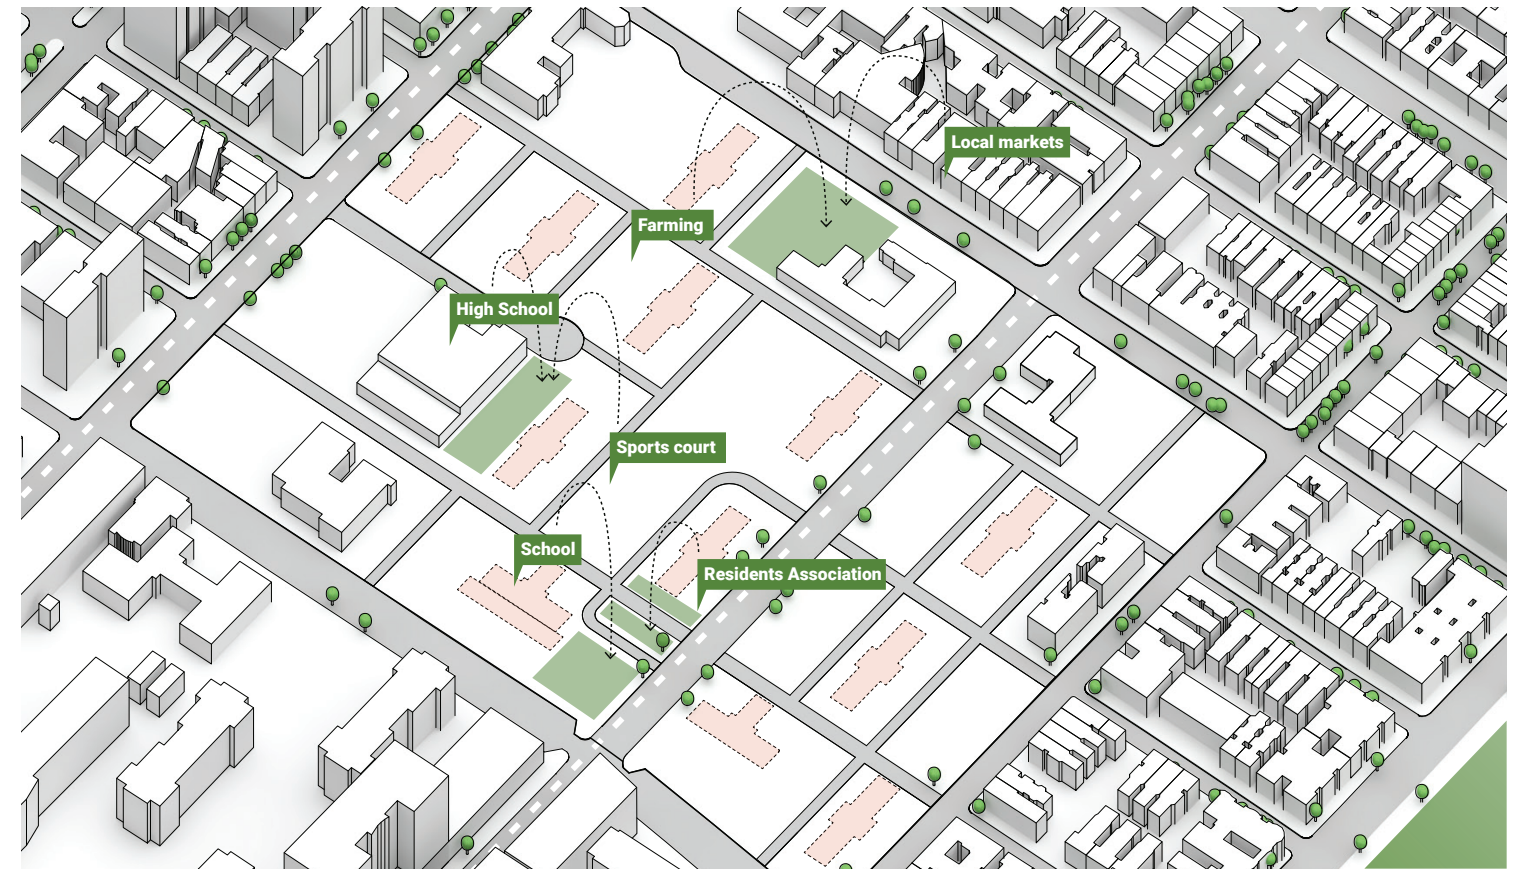 Local markets
Farming
High School
Sports court
School
Residents Association